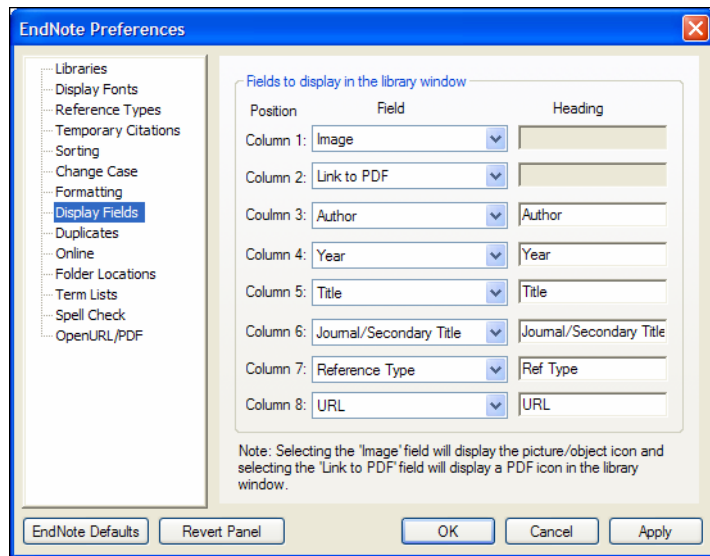 EndNote Preferences
Libraries
Display Fonts
Reference Types
Temporary Citations
Sorting
Change Case
Formatting
Display Fields
Duplicates
Online
Folder Locations
Term Lists
Spell Check
OpenURL/PDF
Fields to display in the library window
Position Field Heading
Column 1: Image
Column 2: Link to PDF
Coulmn 3: Author Author
Column 4: Year Year
Column 5: Title Title
Column 6: Journal/Secondary Title Journal/Secondary Title
Column 7: Reference Type Ref Type
Column 8: URL URL
Note: Selecting the 'Image' field will display the picture/object icon and
selecting the 'Link to PDF' field will display a PDF icon in the library
window.
EndNote Defaults Revert Panel OK Cancel Apply